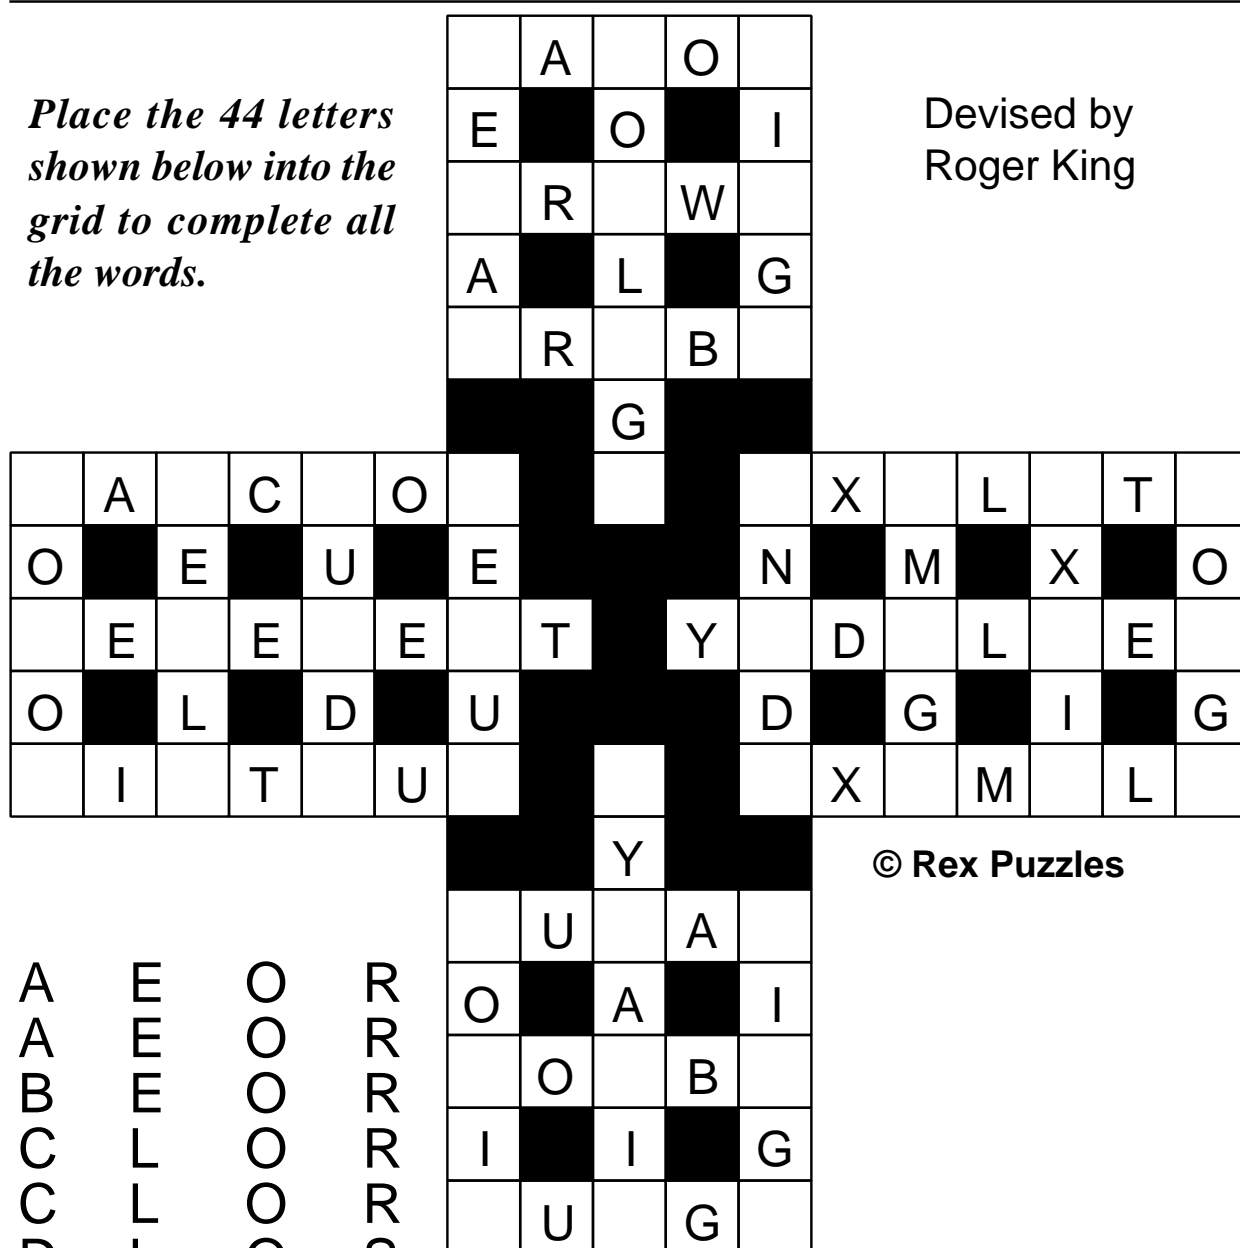 A O
Place the 44 letters
shown below into the
grid to complete all
the words.
Devised by
Roger King
E O I
R W
A L G
R B
G
A C O X L T
O E U E N M X O
E E E T Y D L E
O L D U D G I G
I T U X M L
Y
© Rex Puzzles
U A
O A I
O B
I I G
U G
A E O R
A E O R
B E O R
C L O R
C L O R